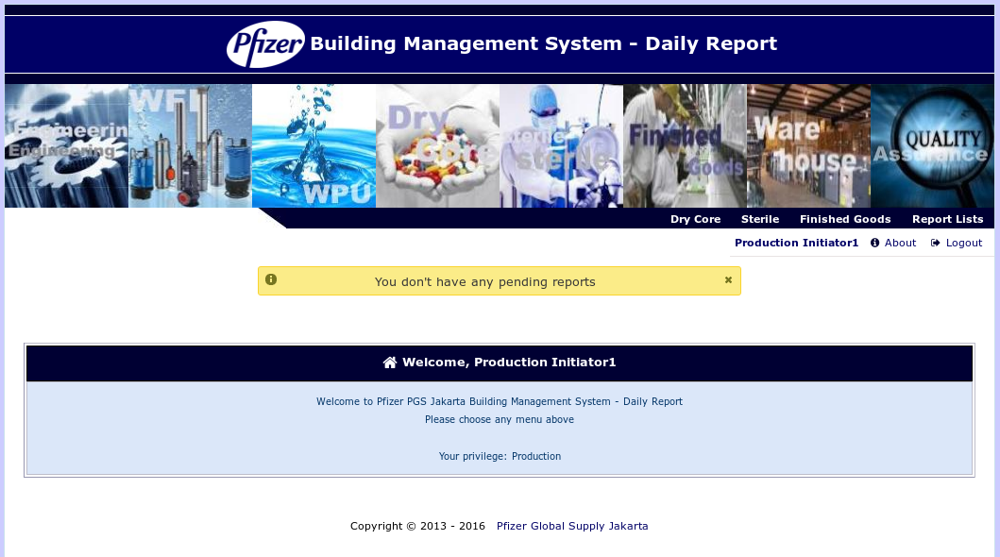 Pfizer Building Management System - Daily Report
Engineering
Engineering
WFI
WPU
Dry
Core
Sterile
sterile
Finished
Goods
Ware
house
QUALITY
Assurance
Dry Core Sterile Finished Goods Report Lists
Production Initiator1 About Logout
You don't have any pending reports
Welcome, Production Initiator1
Welcome to Pfizer PGS Jakarta Building Management System - Daily Report
Please choose any menu above
Your privilege: Production
Copyright © 2013 - 2016 Pfizer Global Supply Jakarta